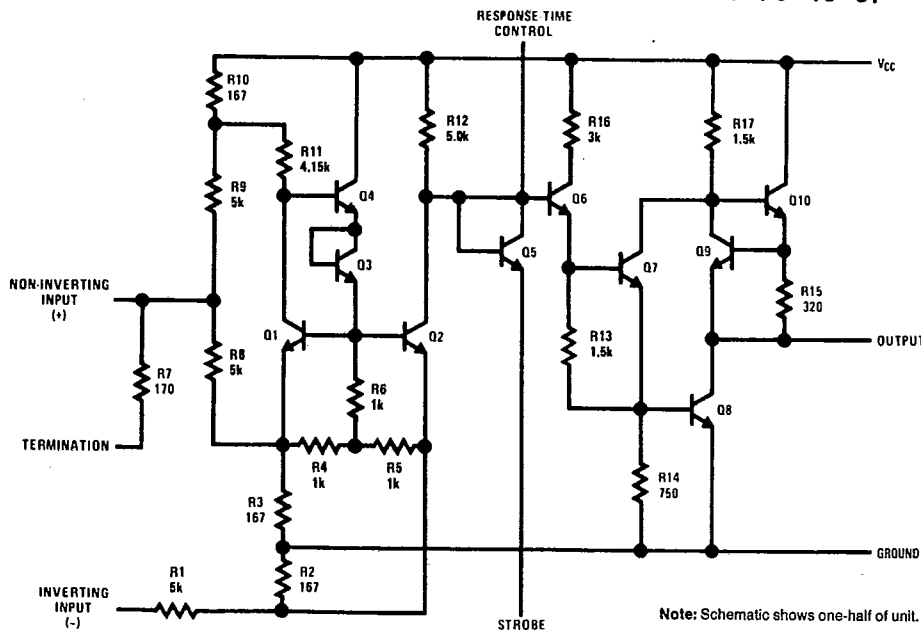 RESPONSE-TIME
CONTROL
VCC
R10
167
R12
5.0k
R16
3k
R17
1.5k
R11
4.15k
R9
5k
Q4
Q6
Q10
Q3
Q5
Q7
Q9
NON-INVERTING
INPUT
(+)
R15
320
Q1
Q2
R13
1.5k
OUTPUT
R7
170
R8
5k
R6
1k
Q8
TERMINATION
R4
1k
R5
1k
R14
750
R3
167
GROUND
R2
167
R1
5k
INVERTING
INPUT
(–)
STROBE
Note: Schematic shows one-half of unit.